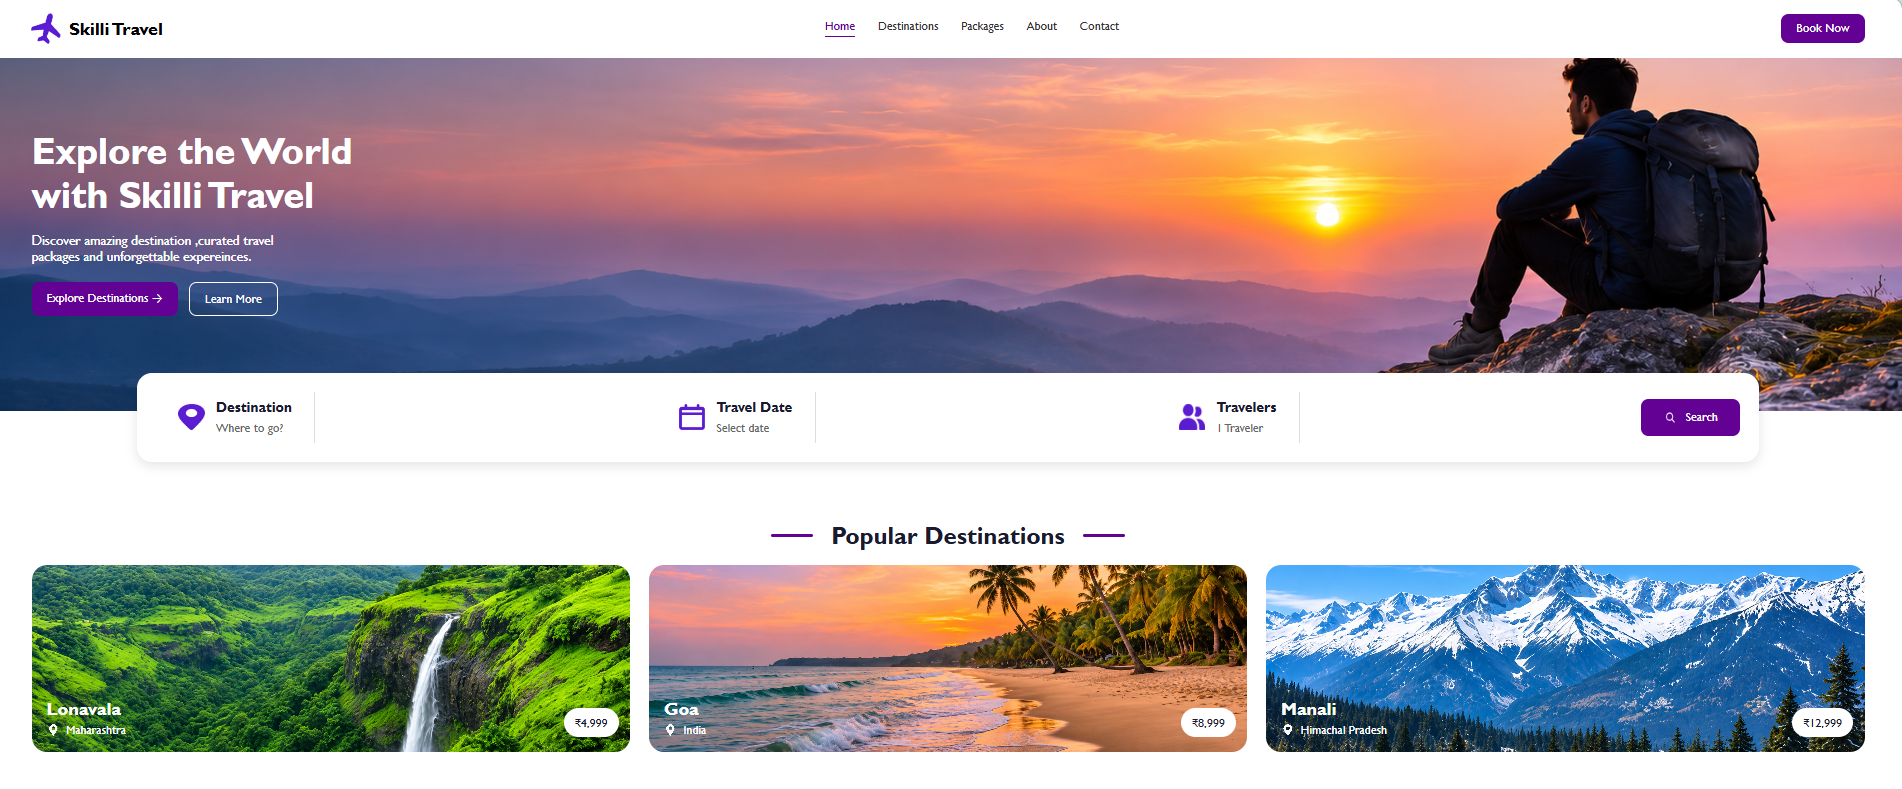 Skilli Travel
Home Destinations Packages About Contact
Book Now
Explore the World
with Skilli Travel
Discover amazing destination ,curated travel
packages and unforgettable expereinces.
Explore Destinations →
Learn More
Destination
Where to go?
Travel Date
Select date
Travelers
1 Traveler
Search
Popular Destinations
Lonavala
Maharashtra
₹4,999
Goa
India
₹8,999
Manali
Himachal Pradesh
₹12,999